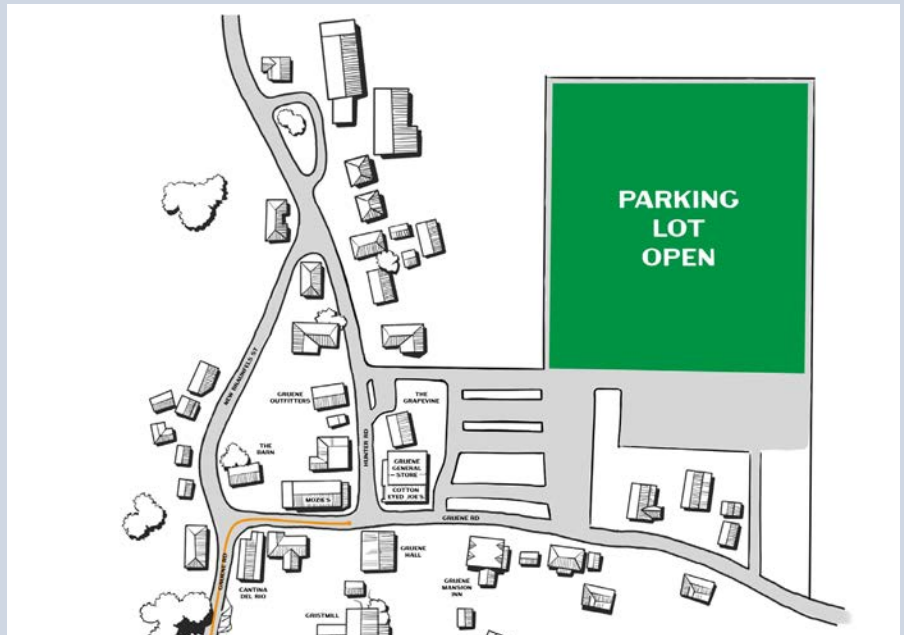 PARKING
LOT
OPEN
NEW BRAUNFELS ST
GRUENE
OUTFITTERS
THE
GRAPEVINE
HUNTER RD
THE
BARN
GRUENE
GENERAL
STORE
COTTON
EYED JOE'S
MOZIE'S
GRUENE RD
GRUENE
HALL
GRUENE RD
CANTINA
DEL RIO
GRUENE
MANSION
INN
GRISTMILL